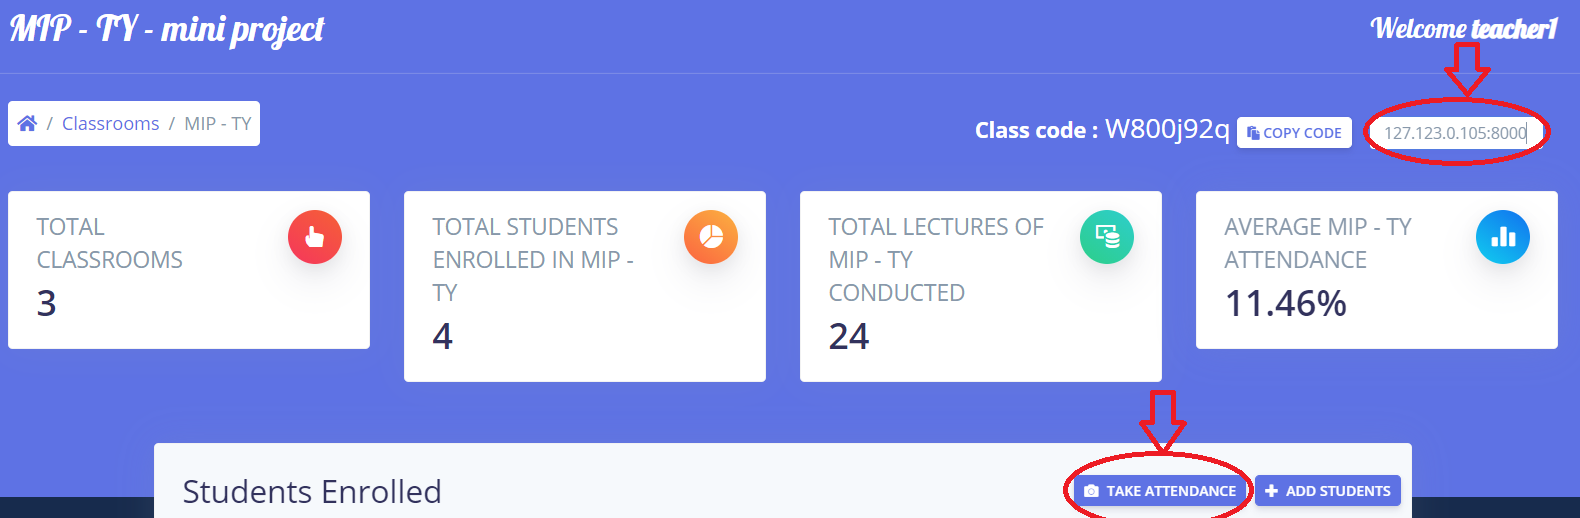 MIP - TY - mini project
Welcome teacher1
/ Classrooms / MIP - TY
Class code : W800j92q
COPY CODE
127.123.0.105:8000
TOTAL
CLASSROOMS
3
TOTAL STUDENTS
ENROLLED IN MIP -
TY
4
TOTAL LECTURES OF
MIP - TY
CONDUCTED
24
AVERAGE MIP - TY
ATTENDANCE
11.46%
Students Enrolled
TAKE ATTENDANCE
ADD STUDENTS